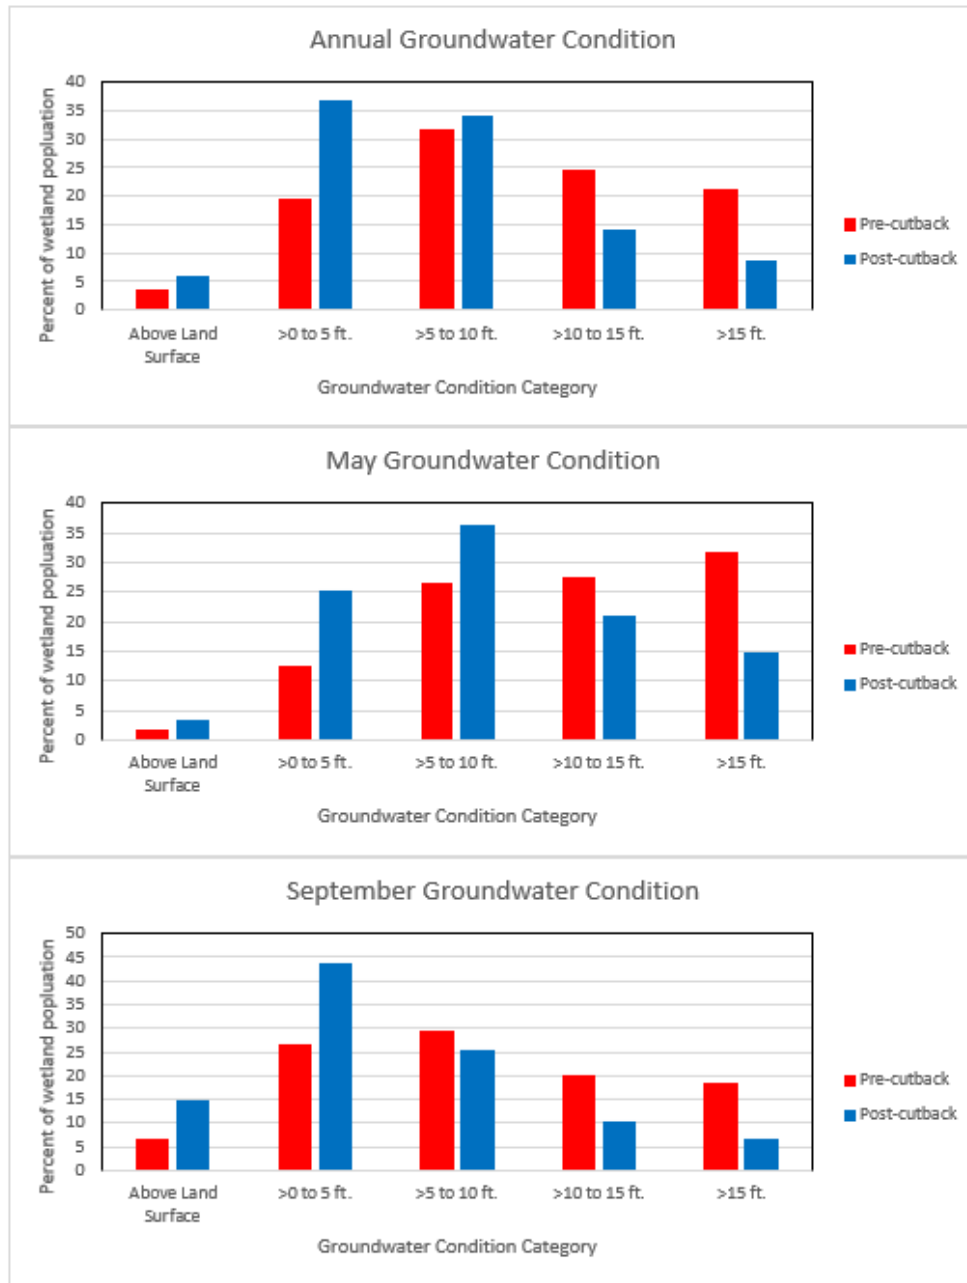 Annual Groundwater Condition
Percent of wetland popluation
40
35
30
25
20
15
10
5
0
Above Land Surface
>0 to 5 ft.
>5 to 10 ft.
>10 to 15 ft.
>15 ft.
Groundwater Condition Category
Pre-cutback
Post-cutback
May Groundwater Condition
Percent of wetland popluation
40
35
30
25
20
15
10
5
0
Above Land Surface
>0 to 5 ft.
>5 to 10 ft.
>10 to 15 ft.
>15 ft.
Groundwater Condition Category
Pre-cutback
Post-cutback
September Groundwater Condition
Percent of wetland popluation
50
45
40
35
30
25
20
15
10
5
0
Above Land Surface
>0 to 5 ft.
>5 to 10 ft.
>10 to 15 ft.
>15 ft.
Groundwater Condition Category
Pre-cutback
Post-cutback